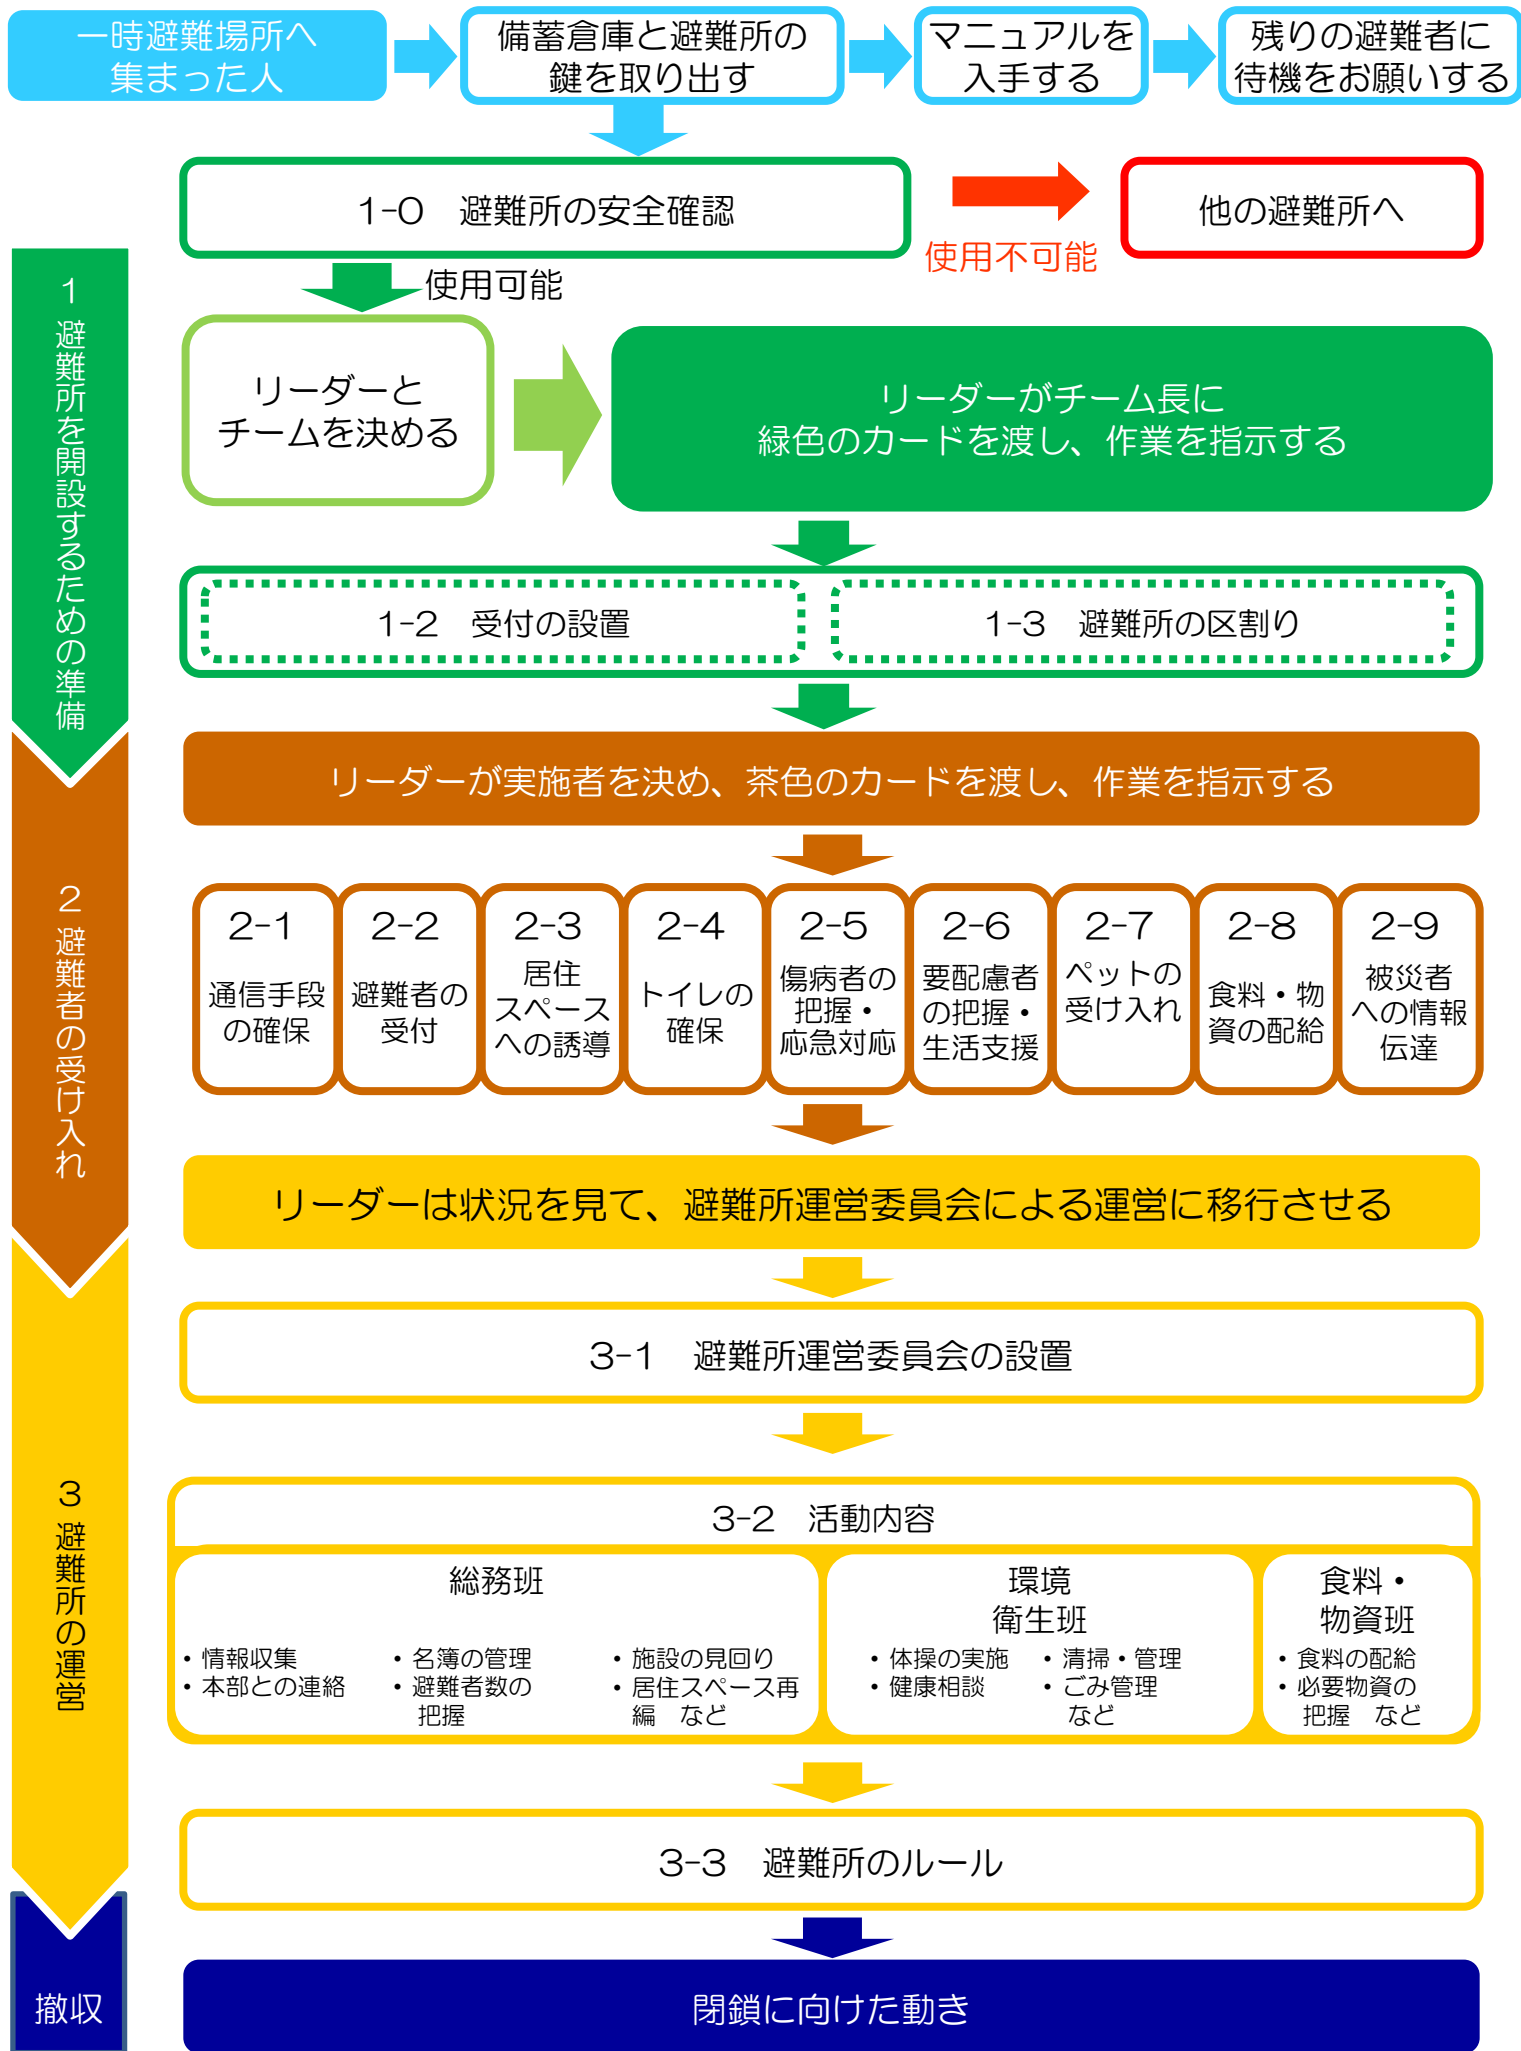 一時避難場所へ
集まった人
備蓄倉庫と避難所の
鍵を取り出す
マニュアルを
入手する
残りの避難者に
待機をお願いする
1-0　避難所の安全確認
使用不可能
他の避難所へ
使用可能
1 避難所を開設するための準備
リーダーと
チームを決める
リーダーがチーム長に
緑色のカードを渡し、作業を指示する
1-2　受付の設置
1-3　避難所の区割り
リーダーが実施者を決め、茶色のカードを渡し、作業を指示する
2 避難者の受け入れ
2-1
通信手段
の確保
2-2
避難者の
受付
2-3
居住
スペース
への誘導
2-4
トイレの
確保
2-5
傷病者の
把握・
応急対応
2-6
要配慮者
の把握・
生活支援
2-7
ペットの
受け入れ
2-8
食料・物
資の配給
2-9
被災者
への情報
伝達
リーダーは状況を見て、避難所運営委員会による運営に移行させる
3 避難所の運営
3-1　避難所運営委員会の設置
3-2　活動内容
総務班
・情報収集
・本部との連絡
・名簿の管理
・避難者数の
把握
・施設の見回り
・居住スペース再
編　など
環境
衛生班
・体操の実施
・健康相談
・清掃・管理
・ごみ管理
など
食料・
物資班
・食料の配給
・必要物資の
把握　など
3-3　避難所のルール
撤収
閉鎖に向けた動き